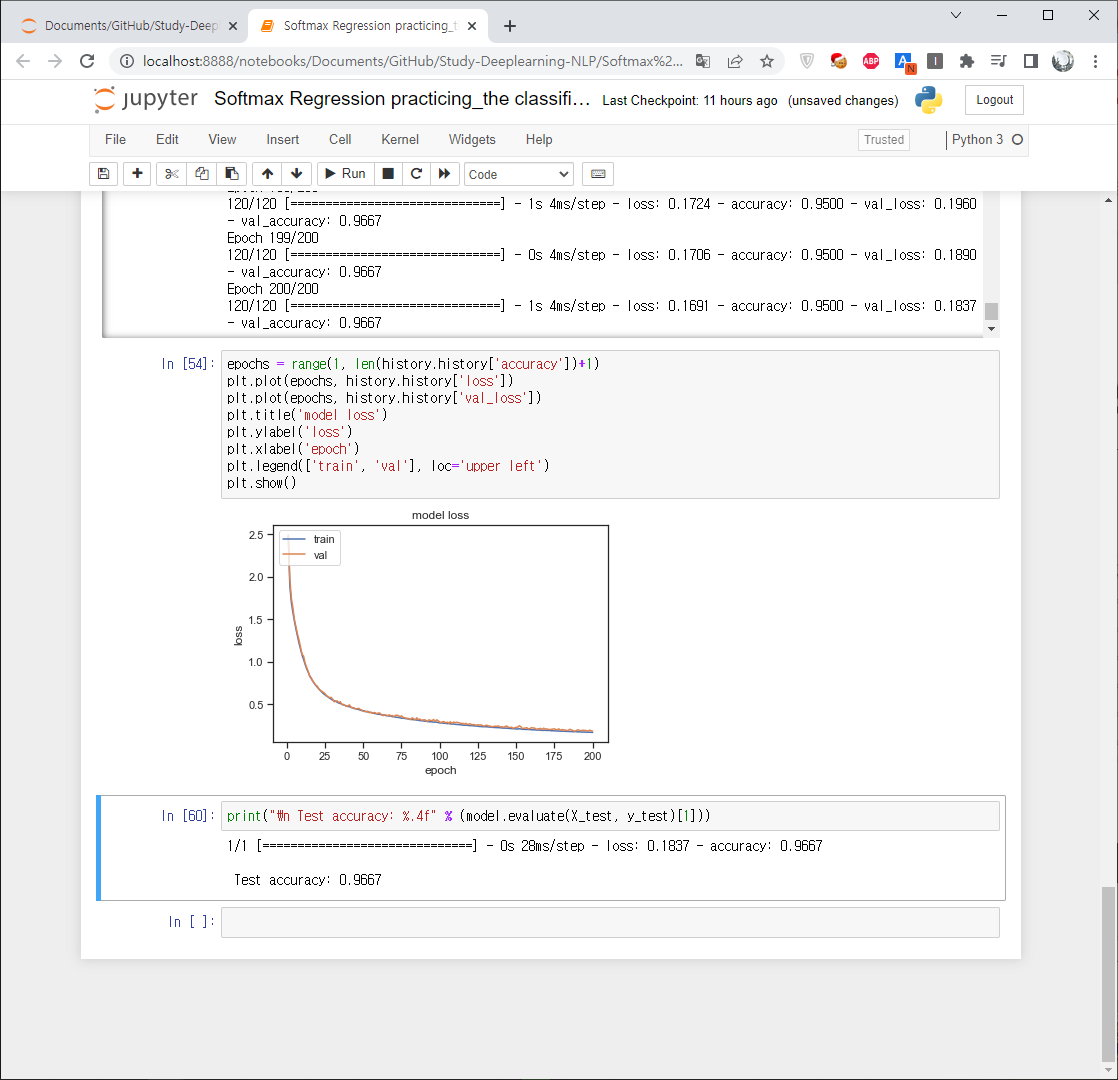 Documents/GitHub/Study-Deep
Softmax Regression practicing_t
localhost:8888/notebooks/Documents/GitHub/Study-Deeplearning-NLP/Softmax%2...
ABP
A
N
I
jupyter Softmax Regression practicing_the classifi... Last Checkpoint: 11 hours ago (unsaved changes)
Logout
File Edit View Insert Cell Kernel Widgets Help
Trusted
Python 3
Run
Code
120/120 [==============================] - 1s 4ms/step - loss: 0.1724 - accuracy: 0.9500 - val_loss: 0.1960
- val_accuracy: 0.9667
Epoch 199/200
120/120 [==============================] - 0s 4ms/step - loss: 0.1706 - accuracy: 0.9500 - val_loss: 0.1890
- val_accuracy: 0.9667
Epoch 200/200
120/120 [==============================] - 1s 4ms/step - loss: 0.1691 - accuracy: 0.9500 - val_loss: 0.1837
- val_accuracy: 0.9667
In [54]: epochs = range(1, len(history.history['accuracy'])+1)
plt.plot(epochs, history.history['loss'])
plt.plot(epochs, history.history['val_loss'])
plt.title('model loss')
plt.ylabel('loss')
plt.xlabel('epoch')
plt.legend(['train', 'val'], loc='upper left')
plt.show()
model loss
2.5
train
val
2.0
1.5
loss
1.0
0.5
0 25 50 75 100 125 150 175 200
epoch
In [60]: print("₩n Test accuracy: %.4f" % (model.evaluate(X_test, y_test)[1]))
1/1 [==============================] - 0s 28ms/step - loss: 0.1837 - accuracy: 0.9667
Test accuracy: 0.9667
In [ ]: